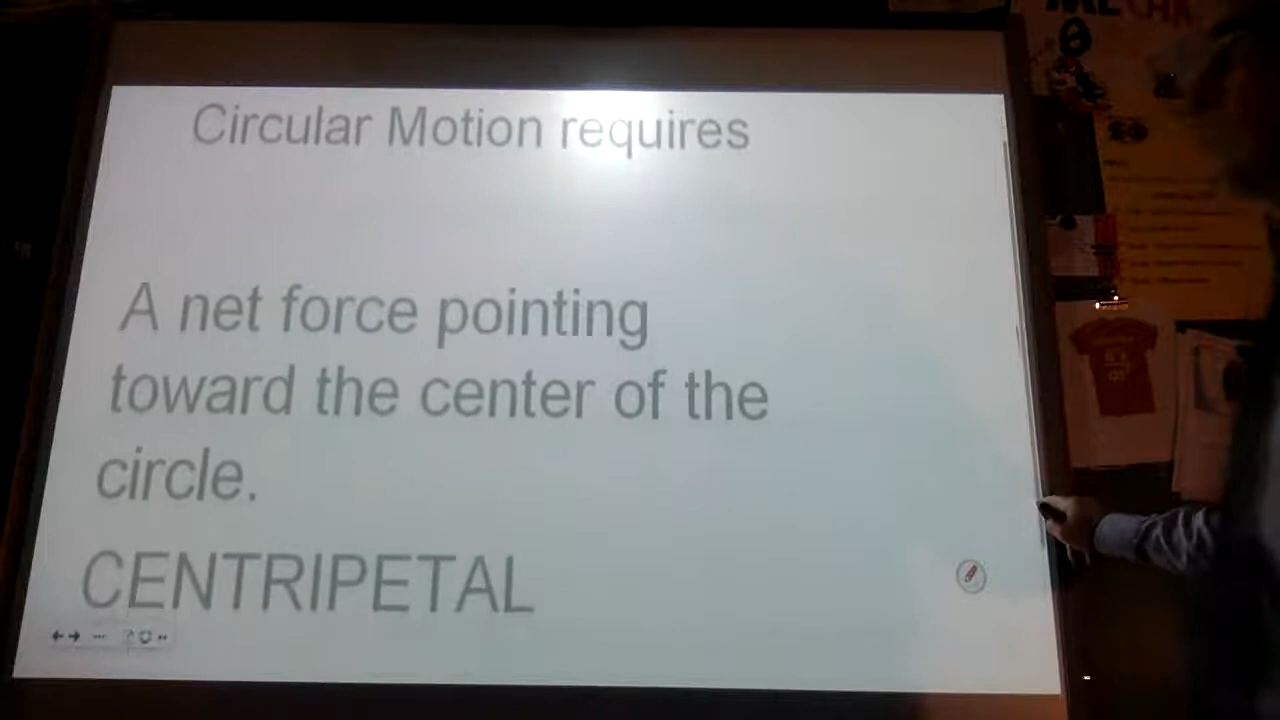 Circular Motion requires
A net force pointing
toward the center of the
circle.
CENTRIPETAL